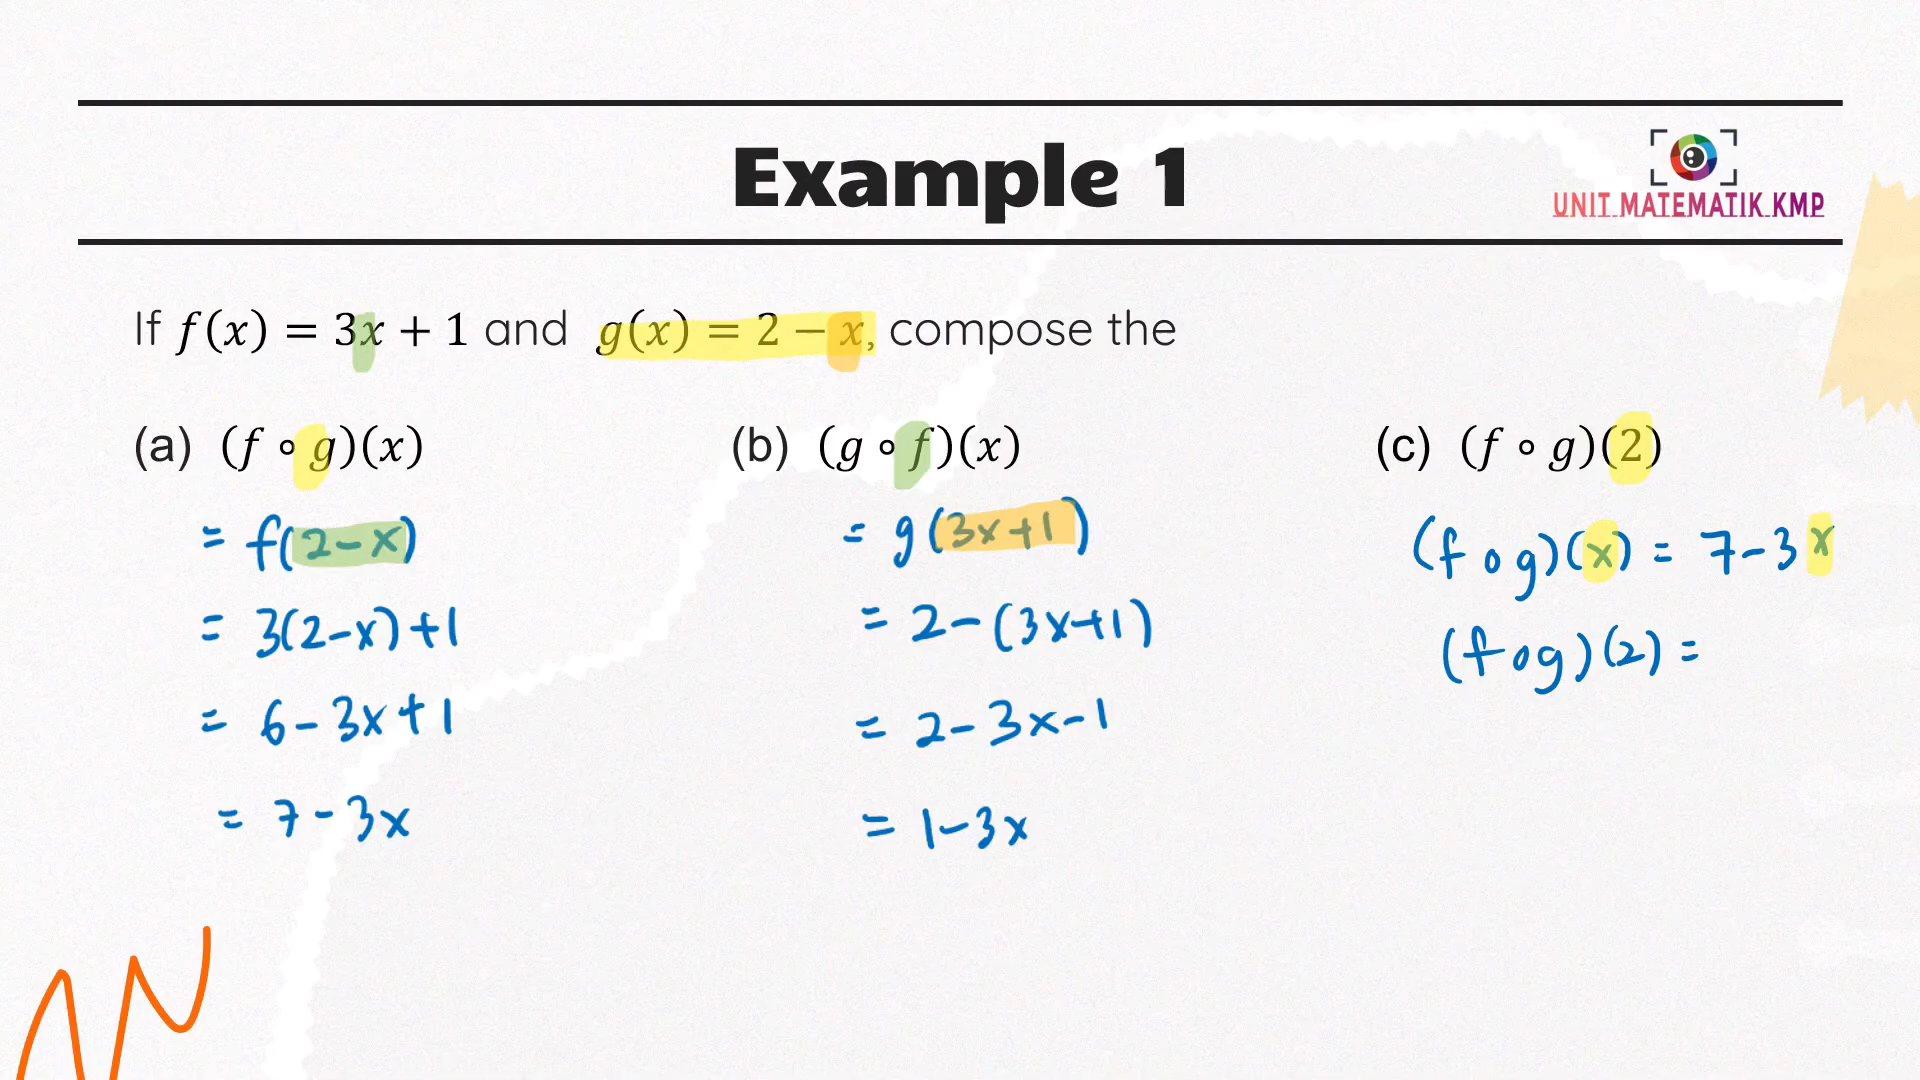 Example 1
UNIT MATEMATIK KMP
If f(x) = 3x + 1 and g(x) = 2 − x, compose the
(a) (f ∘ g)(x)
= f(2 − x)
= 3(2 − x) + 1
= 6 − 3x + 1
= 7 − 3x
(b) (g ∘ f)(x)
= g(3x + 1)
= 2 − (3x + 1)
= 2 − 3x − 1
= 1 − 3x
(c) (f ∘ g)(2)
(f ∘ g)(x) = 7 − 3x
(f ∘ g)(2) =